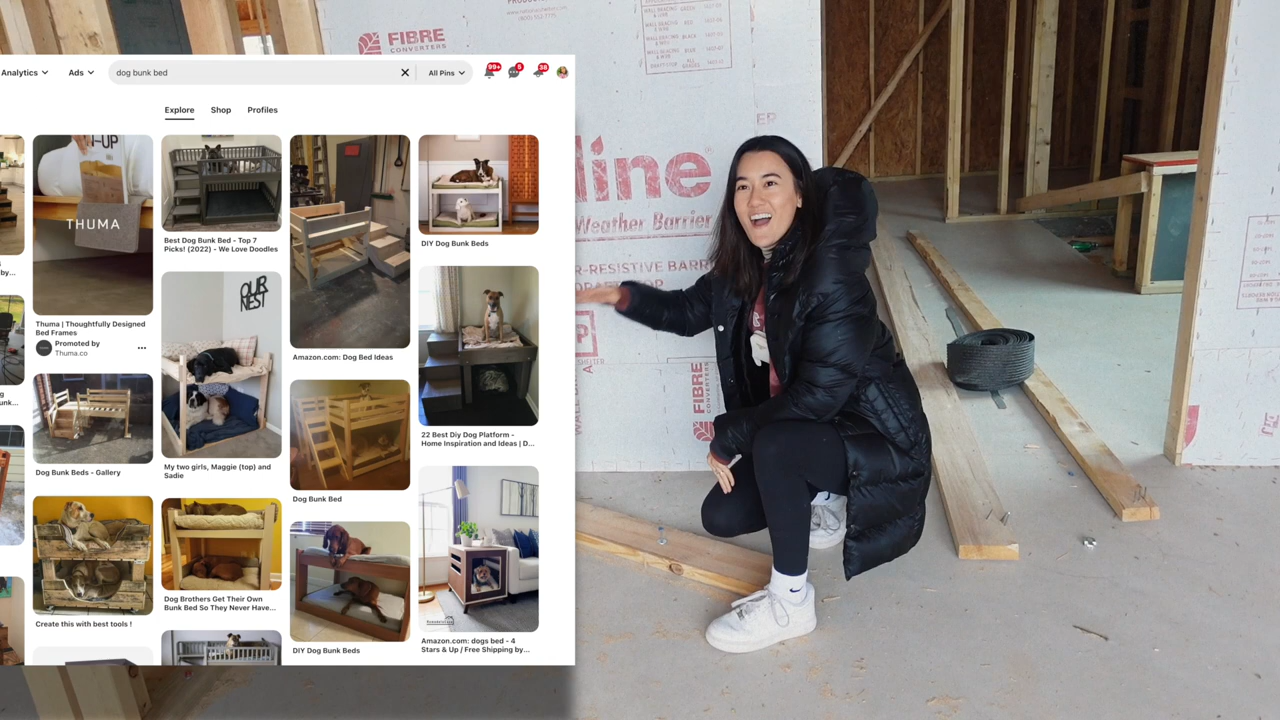 FIBRE
CONVERTERS
Analytics
Ads
dog bunk bed
All Pins
99+
5
38
Explore
Shop
Profiles
THUMA
Thuma | Thoughtfully Designed
Bed Frames
Promoted by
Thuma.co
Dog Bunk Beds - Gallery
Create this with best tools !
Best Dog Bunk Bed - Top 7
Picks! (2022) - We Love Doodles
OUR
NEST
My two girls, Maggie (top) and
Sadie
Dog Brothers Get Their Own
Bunk Bed So They Never Have...
Amazon.com: Dog Bed Ideas
Dog Bunk Bed
DIY Dog Bunk Beds
DIY Dog Bunk Beds
22 Best Diy Dog Platform -
Home Inspiration and Ideas | D...
Amazon.com: dogs bed - 4
Stars & Up / Free Shipping by...
line
Weather Barrier
R-RESISTIVE BARRI
FIBRE
CONVERTERS